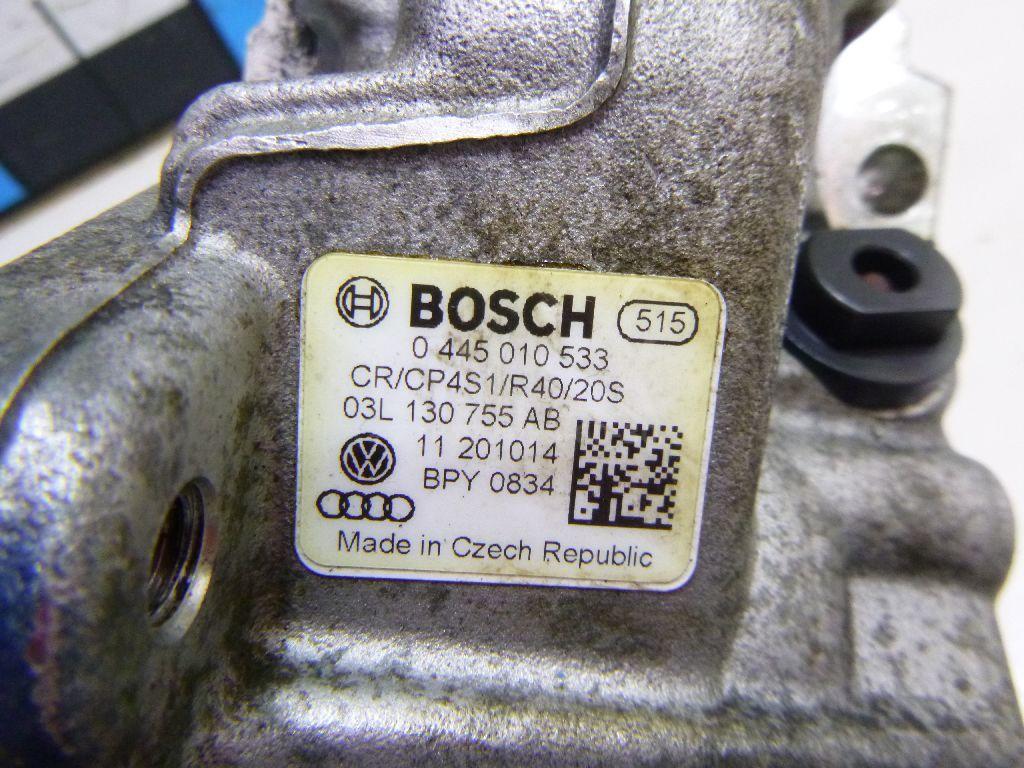 BOSCH 515
0 445 010 533
CR/CP4S1/R40/20S
03L 130 755 AB
11 201014
BPY 0834
Made in Czech Republic